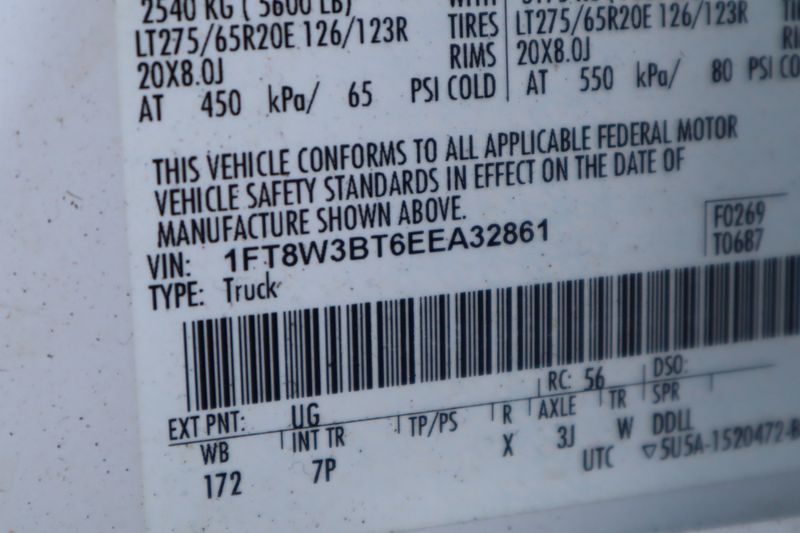 2540 KG ( 5600 LB) WITH
LT275/65R20E 126/123R TIRES LT275/65R20E 126/123R
20X8.0J RIMS 20X8.0J
AT 450 kPa/ 65 PSI COLD AT 550 kPa/ 80 PSI
THIS VEHICLE CONFORMS TO ALL APPLICABLE FEDERAL MOTOR
VEHICLE SAFETY STANDARDS IN EFFECT ON THE DATE OF
MANUFACTURE SHOWN ABOVE.
F0269
VIN: 1FT8W3BT6EEA32861 T0687
TYPE: Truck
EXT PNT: UG RC: 56 DSO:
WB INT TR TP/PS R AXLE TR SPR
172 7P X 3J W DDLL
UTC ▽5U5A-1520472-